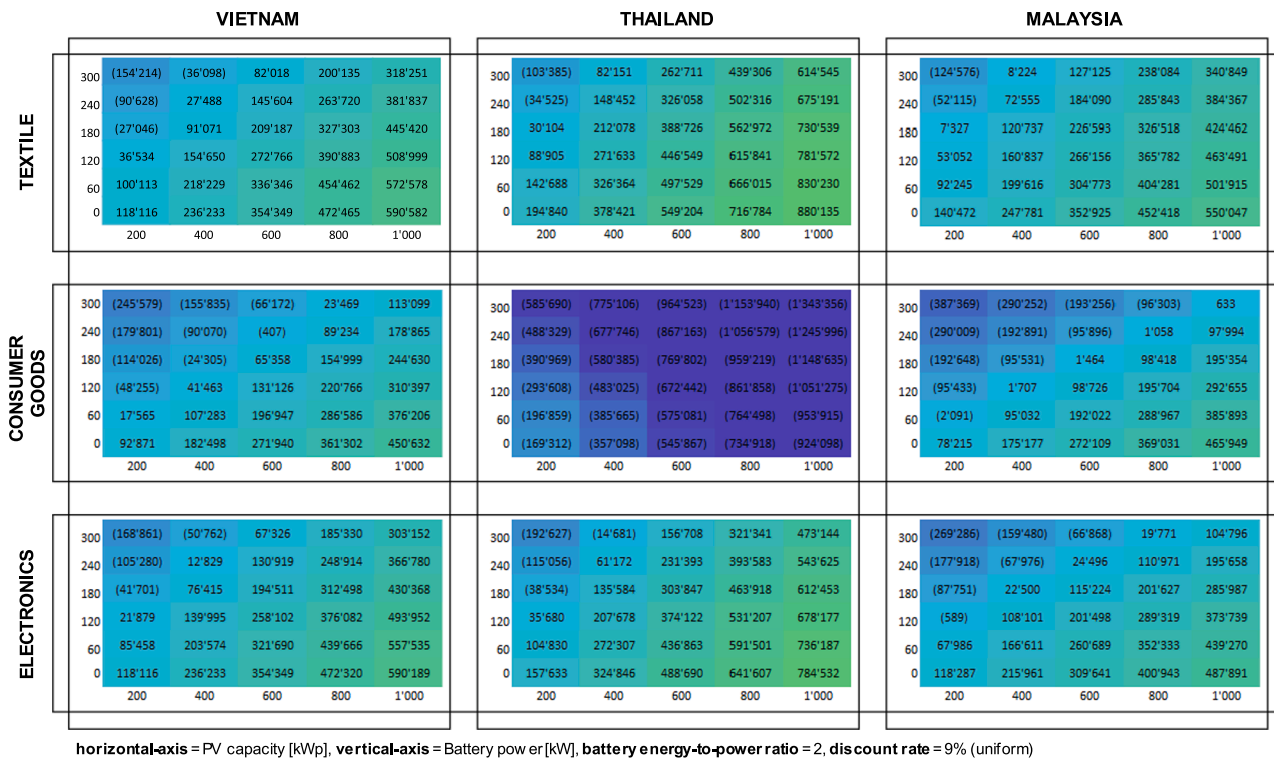 VIETNAM THAILAND MALAYSIA
TEXTILE
300 (154'214) (36'098) 82'018 200'135 318'251
240 (90'628) 27'488 145'604 263'720 381'837
180 (27'046) 91'071 209'187 327'303 445'420
120 36'534 154'650 272'766 390'883 508'999
60 100'113 218'229 336'346 454'462 572'578
0 118'116 236'233 354'349 472'465 590'582
200 400 600 800 1'000
300 (103'385) 82'151 262'711 439'306 614'545
240 (34'525) 148'452 326'058 502'316 675'191
180 30'104 212'078 388'726 562'972 730'539
120 88'905 271'633 446'549 615'841 781'572
60 142'688 326'364 497'529 666'015 830'230
0 194'840 378'421 549'204 716'784 880'135
200 400 600 800 1'000
300 (124'576) 8'224 127'125 238'084 340'849
240 (52'115) 72'555 184'090 285'843 384'367
180 7'327 120'737 226'593 326'518 424'462
120 53'052 160'837 266'156 365'782 463'491
60 92'245 199'616 304'773 404'281 501'915
0 140'472 247'781 352'925 452'418 550'047
200 400 600 800 1'000
CONSUMER
GOODS
300 (245'579) (155'835) (66'172) 23'469 113'099
240 (179'801) (90'070) (407) 89'234 178'865
180 (114'026) (24'305) 65'358 154'999 244'630
120 (48'255) 41'463 131'126 220'766 310'397
60 17'565 107'283 196'947 286'586 376'206
0 92'871 182'498 271'940 361'302 450'632
200 400 600 800 1'000
300 (585'690) (775'106) (964'523) (1'153'940) (1'343'356)
240 (488'329) (677'746) (867'163) (1'056'579) (1'245'996)
180 (390'969) (580'385) (769'802) (959'219) (1'148'635)
120 (293'608) (483'025) (672'442) (861'858) (1'051'275)
60 (196'859) (385'665) (575'081) (764'498) (953'915)
0 (169'312) (357'098) (545'867) (734'918) (924'098)
200 400 600 800 1'000
300 (387'369) (290'252) (193'256) (96'303) 633
240 (290'009) (192'891) (95'896) 1'058 97'994
180 (192'648) (95'531) 1'464 98'418 195'354
120 (95'433) 1'707 98'726 195'704 292'655
60 (2'091) 95'032 192'022 288'967 385'893
0 78'215 175'177 272'109 369'031 465'949
200 400 600 800 1'000
ELECTRONICS
300 (168'861) (50'762) 67'326 185'330 303'152
240 (105'280) 12'829 130'919 248'914 366'780
180 (41'701) 76'415 194'511 312'498 430'368
120 21'879 139'995 258'102 376'082 493'952
60 85'458 203'574 321'690 439'666 557'535
0 118'116 236'233 354'349 472'320 590'189
200 400 600 800 1'000
300 (192'627) (14'681) 156'708 321'341 473'144
240 (115'056) 61'172 231'393 393'583 543'625
180 (38'534) 135'584 303'847 463'918 612'453
120 35'680 207'678 374'122 531'207 678'177
60 104'830 272'307 436'863 591'501 736'187
0 157'633 324'846 488'690 641'607 784'532
200 400 600 800 1'000
300 (269'286) (159'480) (66'868) 19'771 104'796
240 (177'918) (67'976) 24'496 110'971 195'658
180 (87'751) 22'500 115'224 201'627 285'987
120 (589) 108'101 201'498 289'319 373'739
60 67'986 166'611 260'689 352'333 439'270
0 118'287 215'961 309'641 400'943 487'891
200 400 600 800 1'000
horizontal-axis = PV capacity [kWp], vertical-axis = Battery power [kW], battery energy-to-power ratio = 2, discount rate = 9% (uniform)